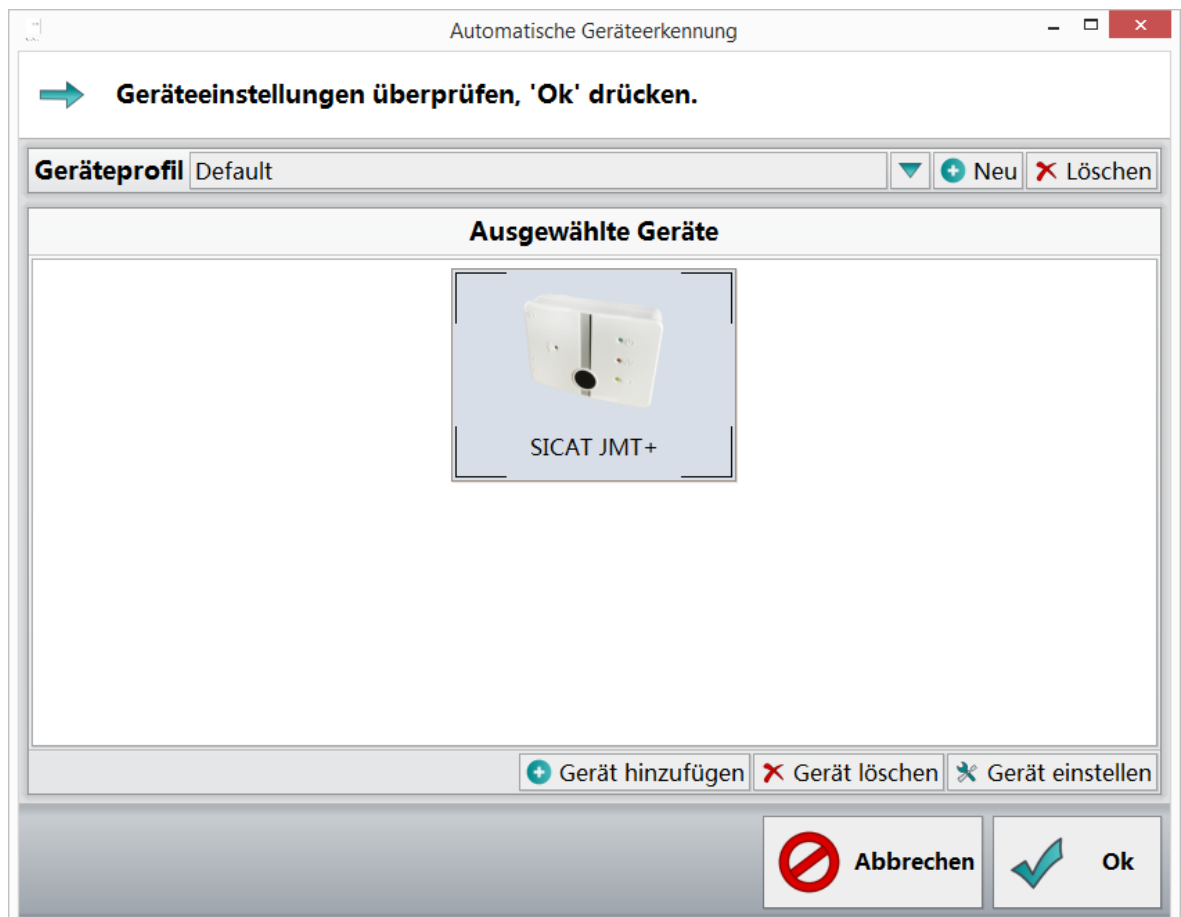 Automatische Geräteerkennung
Geräteeinstellungen überprüfen, 'Ok' drücken.
Geräteprofil Default Neu Löschen
Ausgewählte Geräte
SICAT JMT+
Gerät hinzufügen Gerät löschen Gerät einstellen
Abbrechen Ok